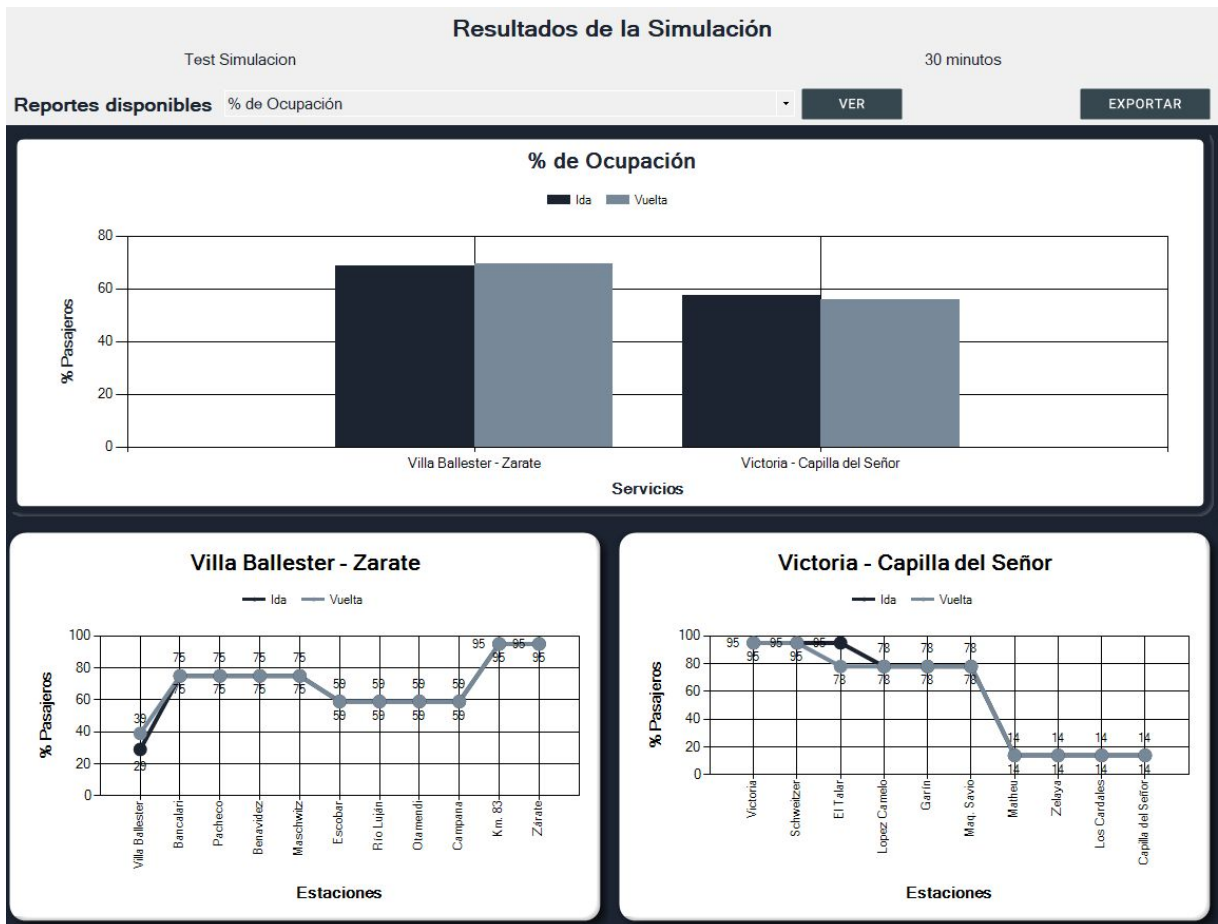 Resultados de la Simulación
Test Simulacion 30 minutos
Reportes disponibles % de Ocupación VER EXPORTAR
% de Ocupación
Ida Vuelta
80
60
40
20
0
% Pasajeros
Villa Ballester - Zarate Victoria - Capilla del Señor
Servicios
Villa Ballester - Zarate
Ida Vuelta
100
80
60
40
20
0
% Pasajeros
39 75 75 75 75 59 59 59 59 95 95
29 75 75 75 75 59 59 59 59 95 95
Villa Ballester
Bancalari
Pacheco
Benavidez
Maschwitz
Escobar
Río Luján
Otamendi
Campana
Km. 83
Zárate
Estaciones
Victoria - Capilla del Señor
Ida Vuelta
100
80
60
40
20
0
% Pasajeros
95 95 95 78 78 78 14 14 14 14
95 95 78 78 78 78 14 14 14 14
Victoria
Schweitzer
El Talar
Lopez Camelo
Garín
Maq. Savio
Matheu
Zelaya
Los Cardales
Capilla del Señor
Estaciones